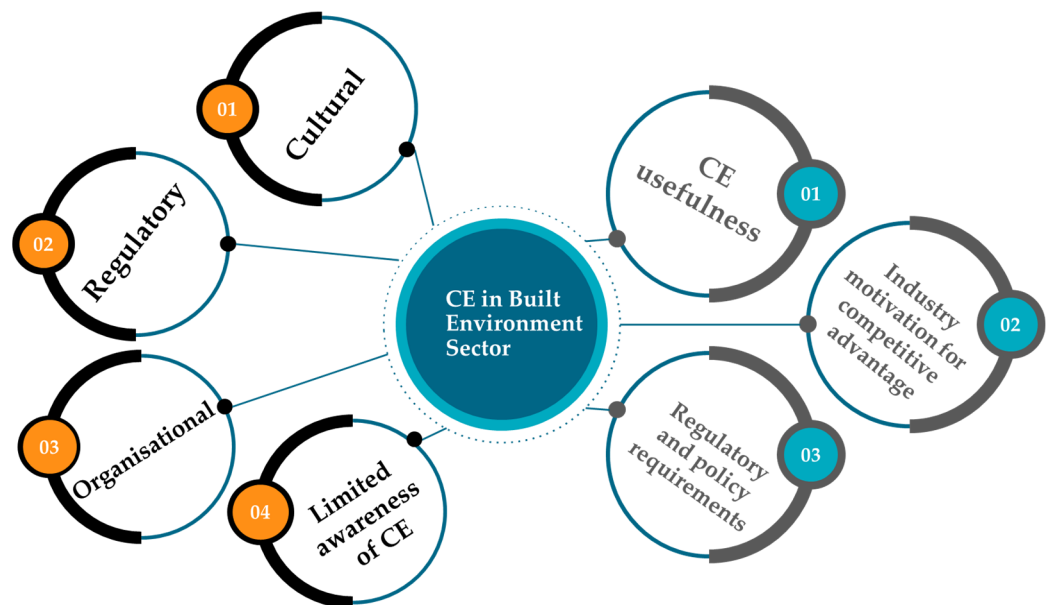 01
Cultural
02
Regulatory
03
Organisational
04
Limited
awareness
of CE
CE in Built
Environment
Sector
01
CE
usefulness
02
Industry
motivation for
competitive
advantage
03
Regulatory
and policy
requirements